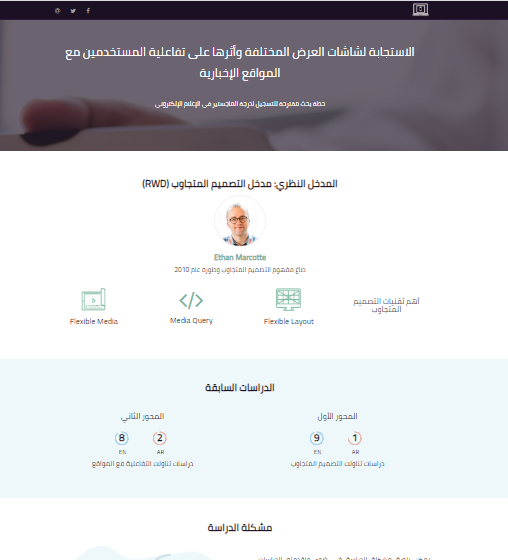 الاستجابة لشاشات العرض المختلفة وأثرها على تفاعلية المستخدمين مع
المواقع الإخبارية
خطة بحث مقترحة للتسجيل لدرجة الماجستير في الإعلام الإلكتروني
المدخل النظري: مدخل التصميم المتجاوب (RWD)
Ethan Marcotte
صاغ مفهوم التصميم المتجاوب وطوره عام 2010
أهم تقنيات التصميم
المتجاوب
Flexible Layout
Media Query
Flexible Media
الدراسات السابقة
المحور الأول
1
AR
9
EN
دراسات تناولت التصميم المتجاوب
المحور الثاني
2
AR
8
EN
دراسات تناولت التفاعلية مع المواقع
مشكلة الدراسة